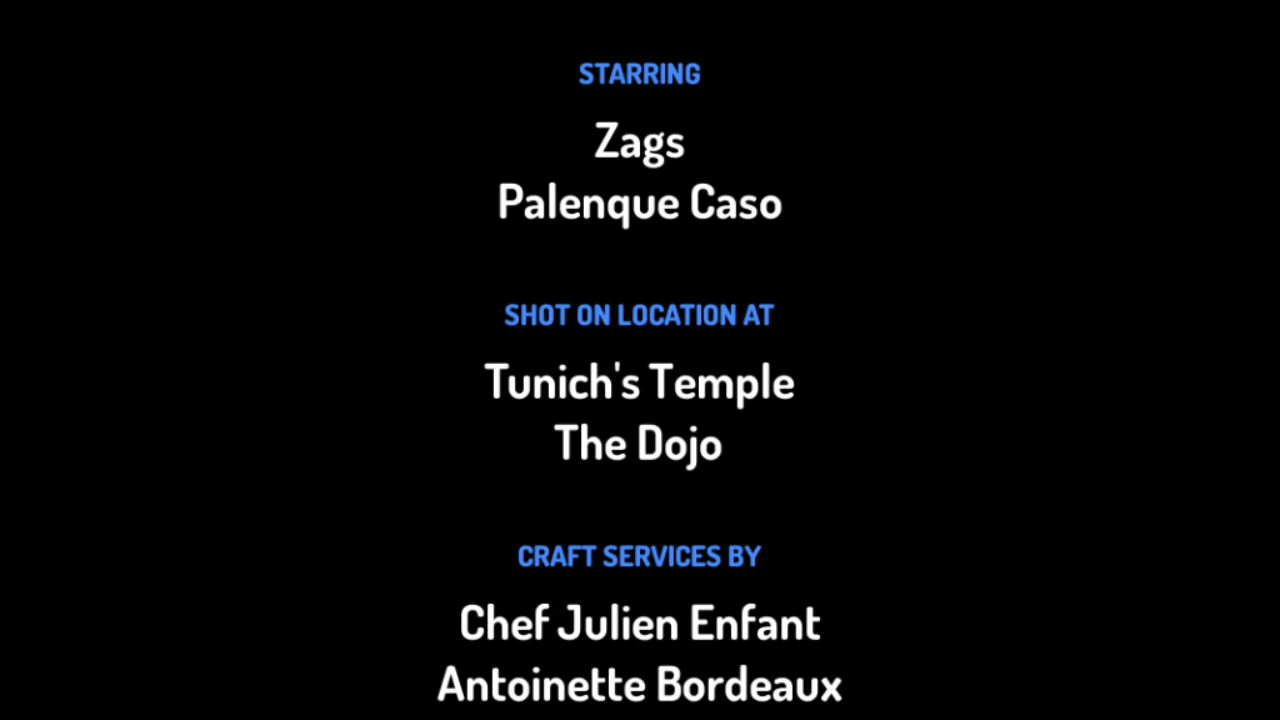 STARRING
Zags
Palenque Caso
SHOT ON LOCATION AT
Tunich's Temple
The Dojo
CRAFT SERVICES BY
Chef Julien Enfant
Antoinette Bordeaux